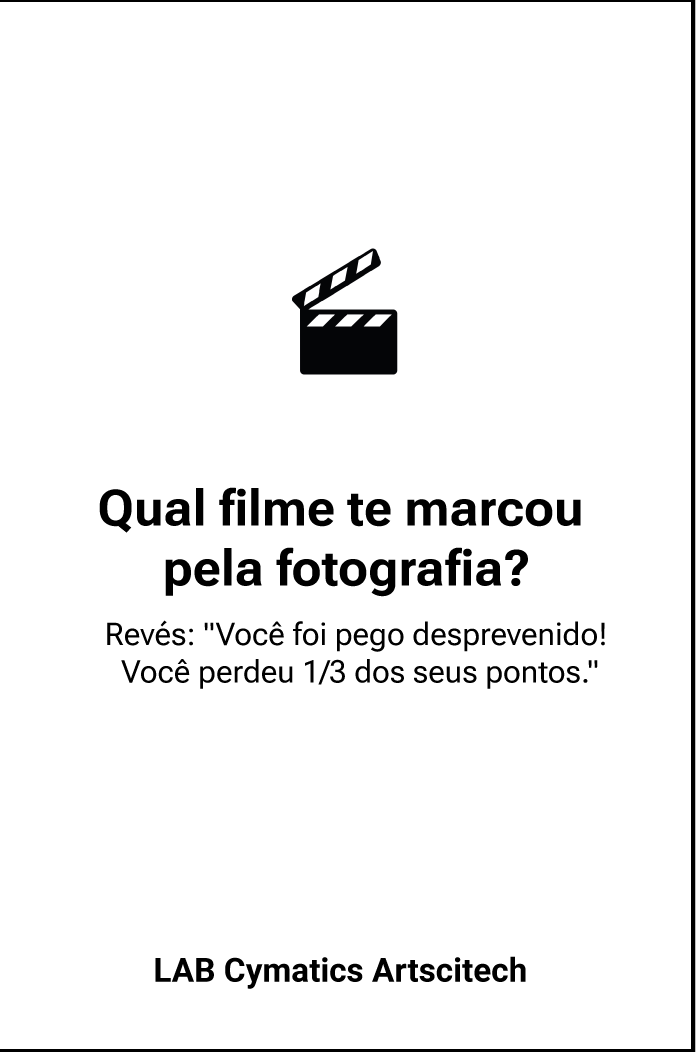 Qual filme te marcou
pela fotografia?
Revés: "Você foi pego desprevenido!
Você perdeu 1/3 dos seus pontos."
LAB Cymatics Artscitech